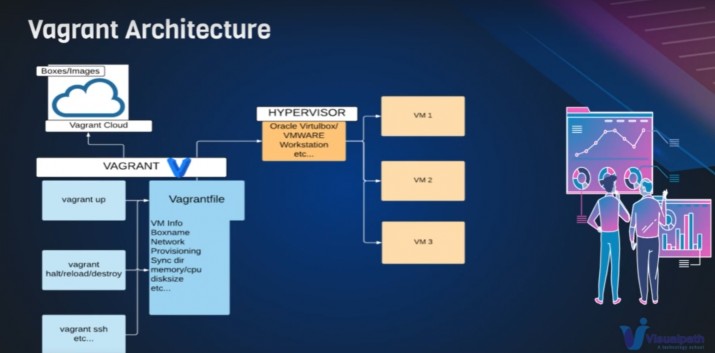 Vagrant Architecture
Boxes/Images
Vagrant Cloud
VAGRANT
vagrant up
vagrant
halt/reload/destroy
vagrant ssh
etc...
Vagrantfile
VM Info
Boxname
Network
Provisioning
Sync dir
memory/cpu
disksize
etc...
HYPERVISOR
Oracle Virtulbox/
VMWARE
Workstation
etc...
VM 1
VM 2
VM 3
Visualpath